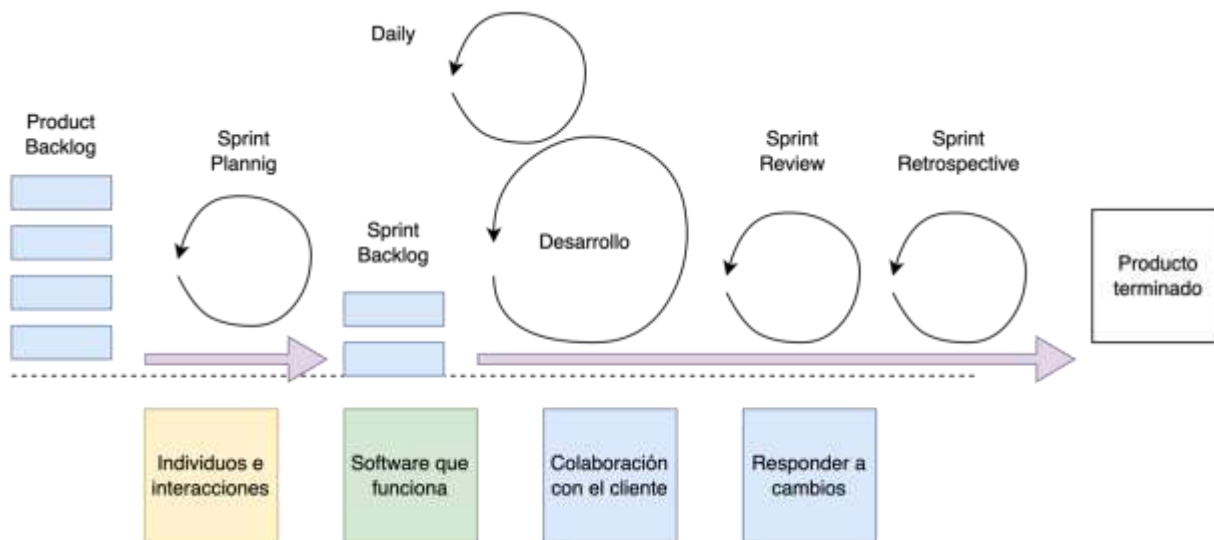 Daily
Product
Backlog
Sprint
Plannig
Sprint
Backlog
Desarrollo
Sprint
Review
Sprint
Retrospective
Producto
terminado
Individuos e
interacciones
Software que
funciona
Colaboración
con el cliente
Responder a
cambios